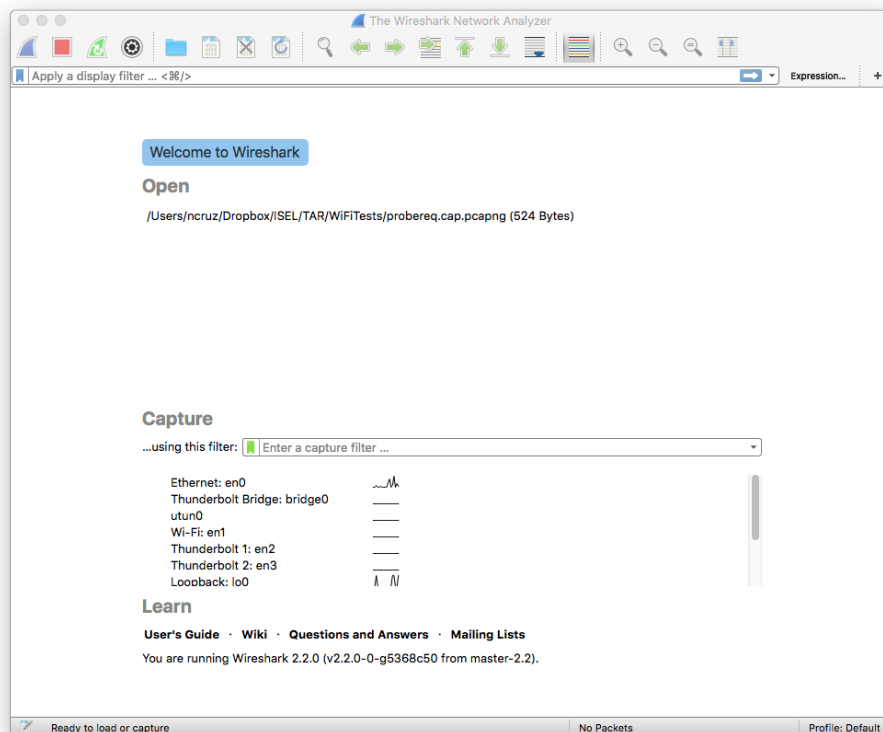 The Wireshark Network Analyzer
Apply a display filter ... <⌘/>
Expression...
+
Welcome to Wireshark
Open
/Users/ncruz/Dropbox/ISEL/TAR/WiFiTests/probereq.cap.pcapng (524 Bytes)
Capture
...using this filter:
Enter a capture filter ...
Ethernet: en0
Thunderbolt Bridge: bridge0
utun0
Wi-Fi: en1
Thunderbolt 1: en2
Thunderbolt 2: en3
Loopback: lo0
Learn
User's Guide · Wiki · Questions and Answers · Mailing Lists
You are running Wireshark 2.2.0 (v2.2.0-0-g5368c50 from master-2.2).
Ready to load or capture
No Packets
Profile: Default